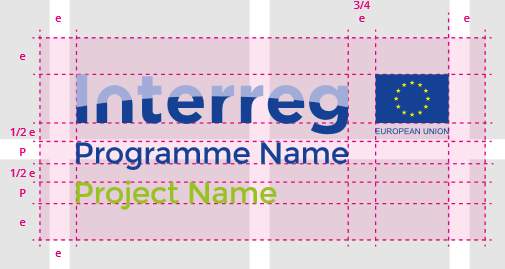 3/4
e
e
e
Interreg
EUROPEAN UNION
1/2 e
P
Programme Name
1/2 e
P
Project Name
e
e